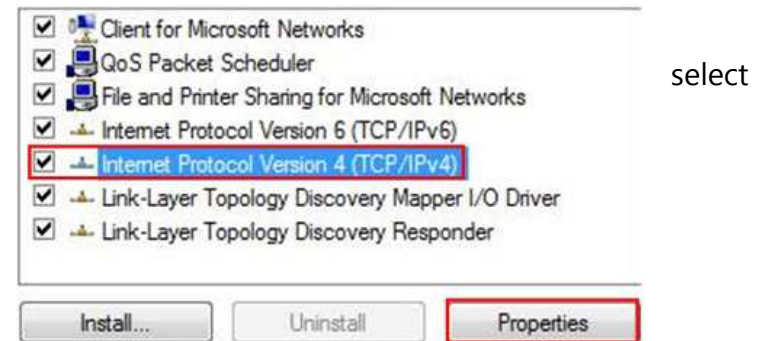 Client for Microsoft Networks
QoS Packet Scheduler
select
File and Printer Sharing for Microsoft Networks
Internet Protocol Version 6 (TCP/IPv6)
Internet Protocol Version 4 (TCP/IPv4)
Link-Layer Topology Discovery Mapper I/O Driver
Link-Layer Topology Discovery Responder
Install...
Uninstall
Properties